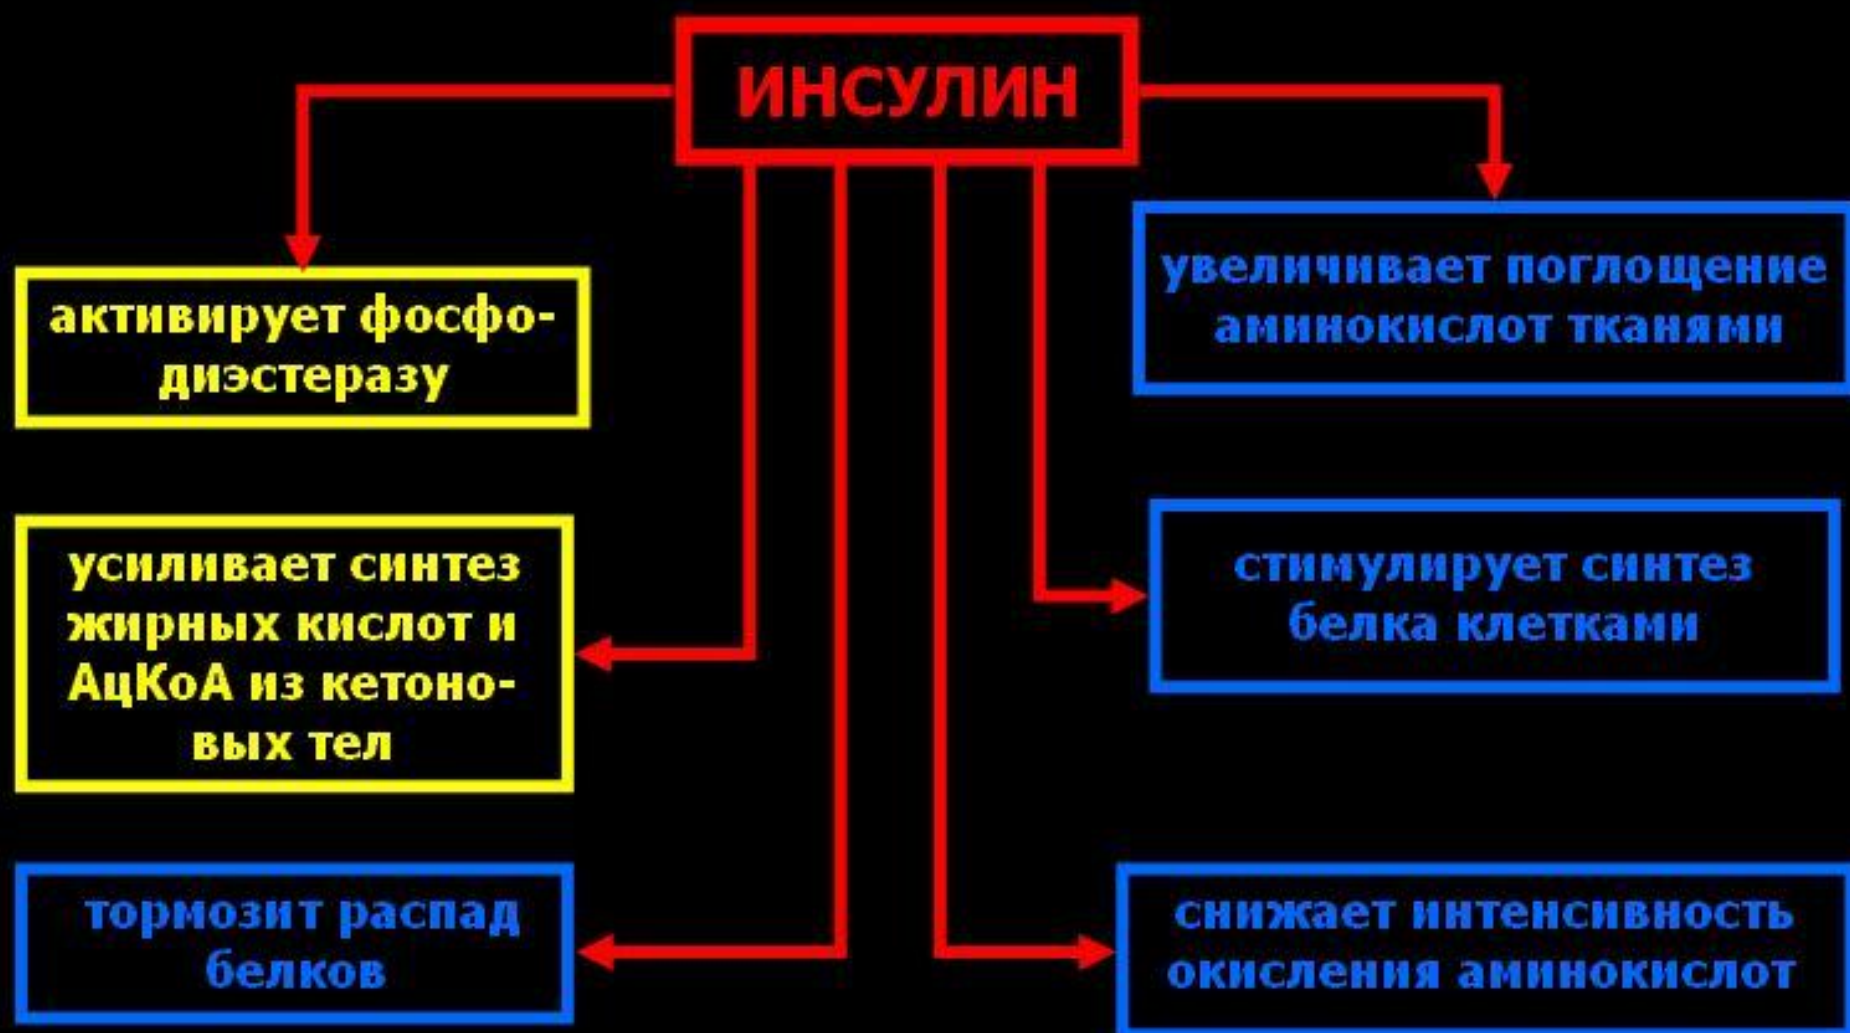 ИНСУЛИН
активирует фосфо-
диэстеразу
увеличивает поглощение
аминокислот тканями
усиливает синтез
жирных кислот и
АцКоА из кетоно-
вых тел
стимулирует синтез
белка клетками
тормозит распад
белков
снижает интенсивность
окисления аминокислот